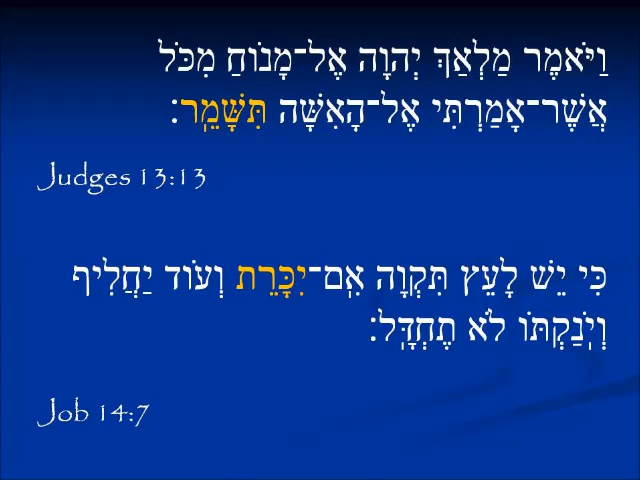 וַיֹּאמֶר מַלְאַךְ יְהוָה אֶל־מָנוֹחַ מִכֹּל
אֲשֶׁר־אָמַרְתִּי אֶל־הָאִשָּׁה תִּשָּׁמֵֽר׃
Judges 13:13
כִּי יֵשׁ לָעֵץ תִּקְוָה אִֽם־יִכָּרֵת וְעוֹד יַחֲלִיף
וְיֹֽנַקְתּוֹ לֹא תֶחְדָּֽל׃
Job 14:7